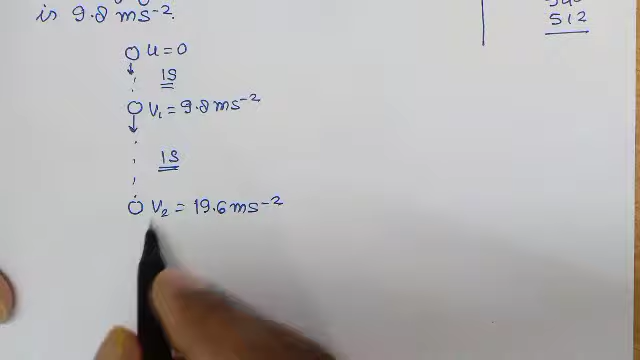 is 9.8 ms⁻².
512
u = 0
1S
V₁ = 9.8 ms⁻²
1S
V₂ = 19.6 ms⁻²